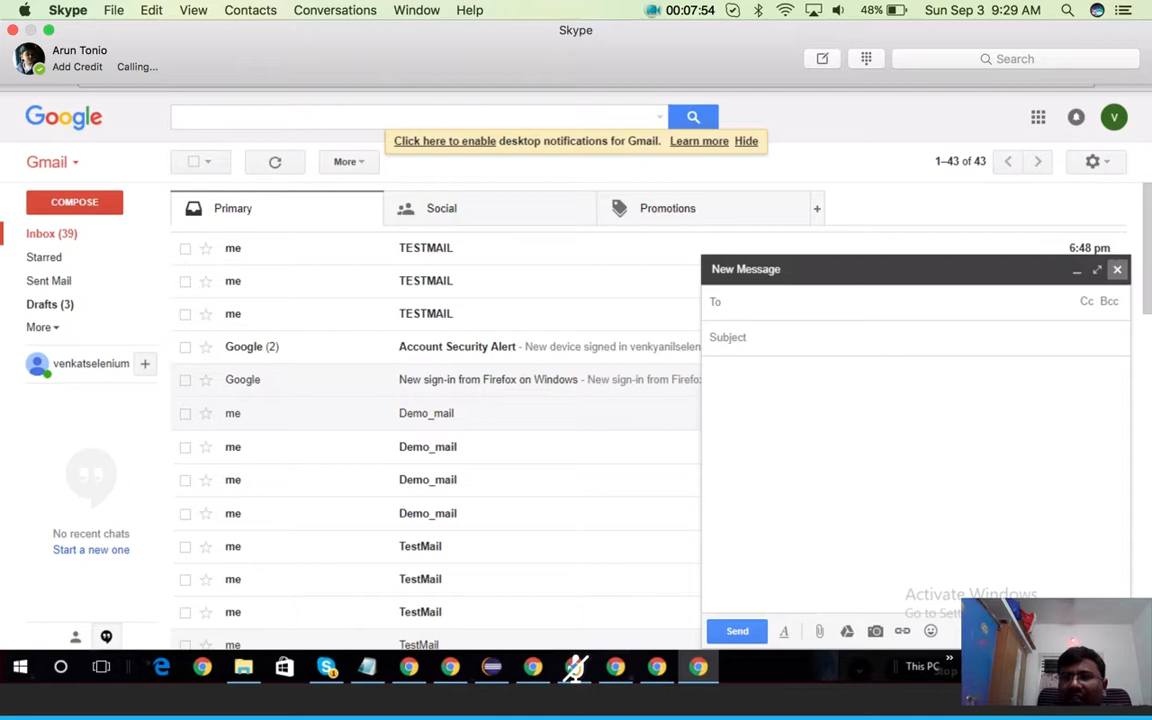 Skype File Edit View Contacts Conversations Window Help 00:07:54 48% Sun Sep 3 9:29 AM
Skype
Arun Tonio
Add Credit Calling...
Search
Google
Click here to enable desktop notifications for Gmail. Learn more Hide
V
Gmail
More
1–43 of 43
COMPOSE
Primary Social Promotions +
Inbox (39)
Starred
Sent Mail
Drafts (3)
More
venkatselenium +
No recent chats
Start a new one
me TESTMAIL 6:48 pm
me TESTMAIL
me TESTMAIL
Google (2) Account Security Alert - New device signed in venkyanilselen
Google New sign-in from Firefox on Windows - New sign-in from Firefo
me Demo_mail
me Demo_mail
me Demo_mail
me Demo_mail
me TestMail
me TestMail
me TestMail
me TestMail
New Message
To Cc Bcc
Subject
Send
Activate Windows
Go to
This PC